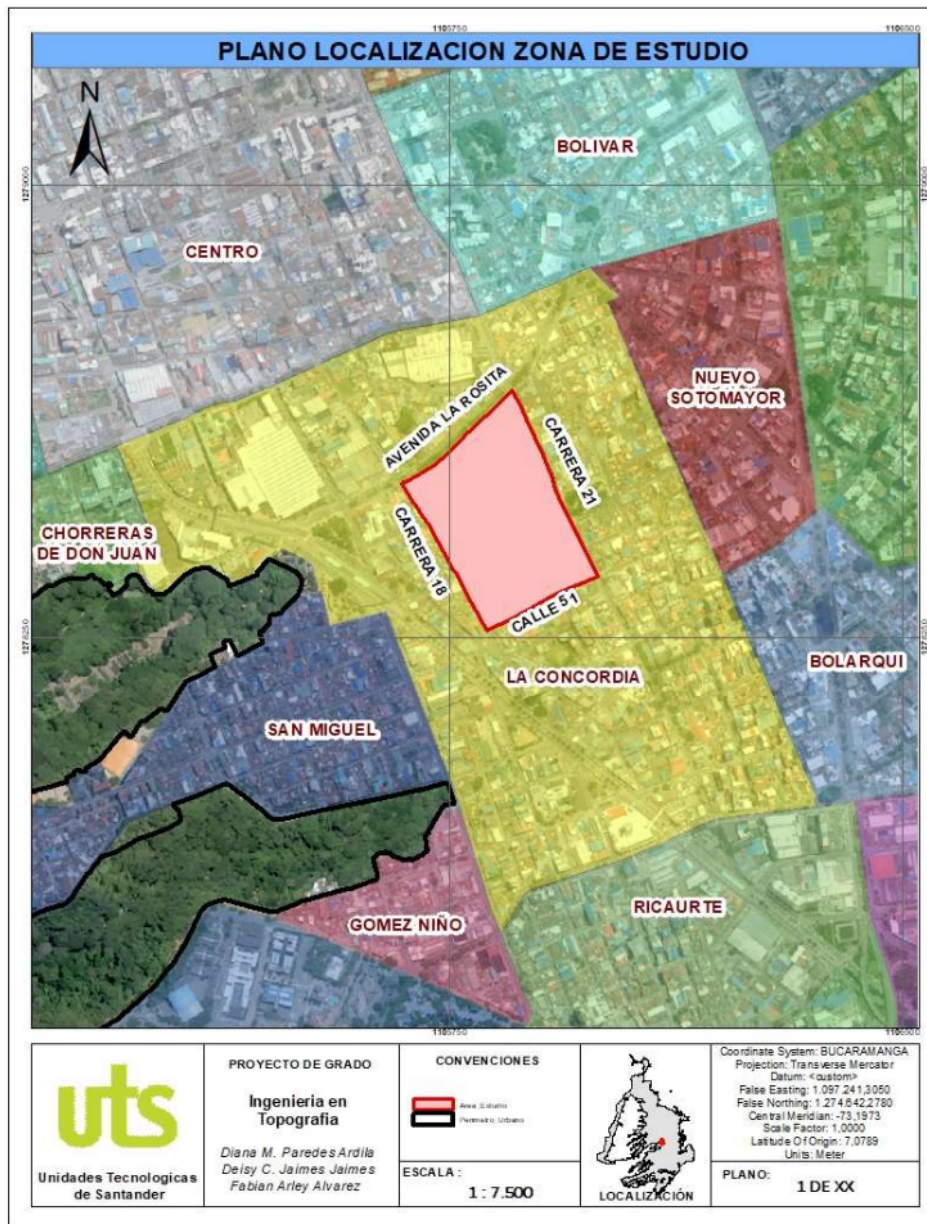 1105750
1106500
PLANO LOCALIZACION ZONA DE ESTUDIO
N
BOLIVAR
1279000
1279000
CENTRO
NUEVO
SOTOMAYOR
AVENIDA LA ROSITA
CARRERA 21
CHORRERAS
DE DON JUAN
CARRERA 18
CALLE 51
1278250
1278250
LA CONCORDIA
BOLARQUI
SAN MIGUEL
RICAURTE
GOMEZ NIÑO
1105750
1106500
uts
Unidades Tecnologicas
de Santander
PROYECTO DE GRADO
Ingenieria en
Topografia
Diana M. Paredes Ardila
Deisy C. Jaimes Jaimes
Fabian Arley Alvarez
CONVENCIONES
Area_Estudio
Perimetro_Urbano
ESCALA :
1 : 7.500
LOCALIZACIÓN
Coordinate System: BUCARAMANGA
Projection: Transverse Mercator
Datum: <custom>
False Easting: 1.097.241,3050
False Northing: 1.274.642,2780
Central Meridian: -73,1973
Scale Factor: 1,0000
Latitude Of Origin: 7,0789
Units: Meter
PLANO:
1 DE XX